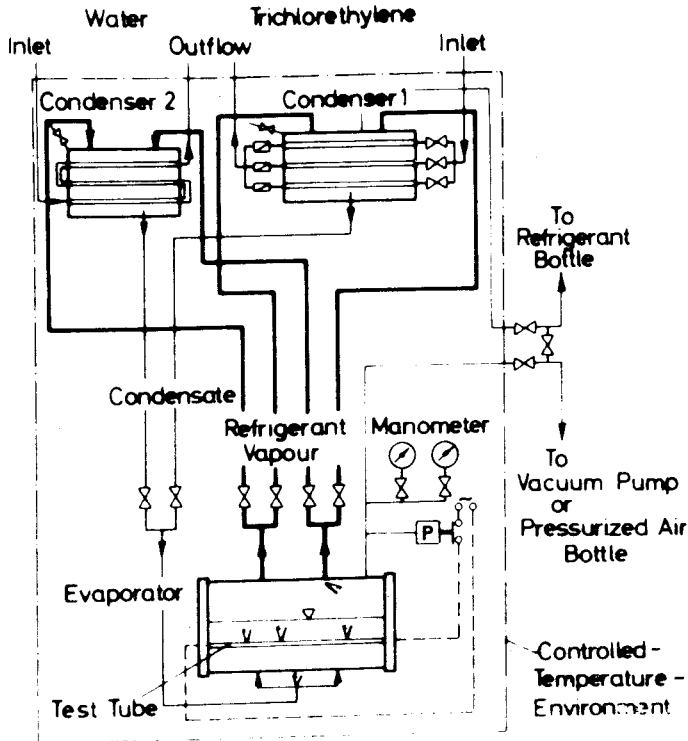 Water
Trichlorethylene
Inlet
Outflow
Inlet
Condenser 2
Condenser 1
To
Refrigerant
Bottle
Condensate
Refrigerant
Vapour
Manometer
To
Vacuum Pump
or
Pressurized Air
Bottle
P
~
Evaporator
Test Tube
Controlled-
Temperature-
Environment